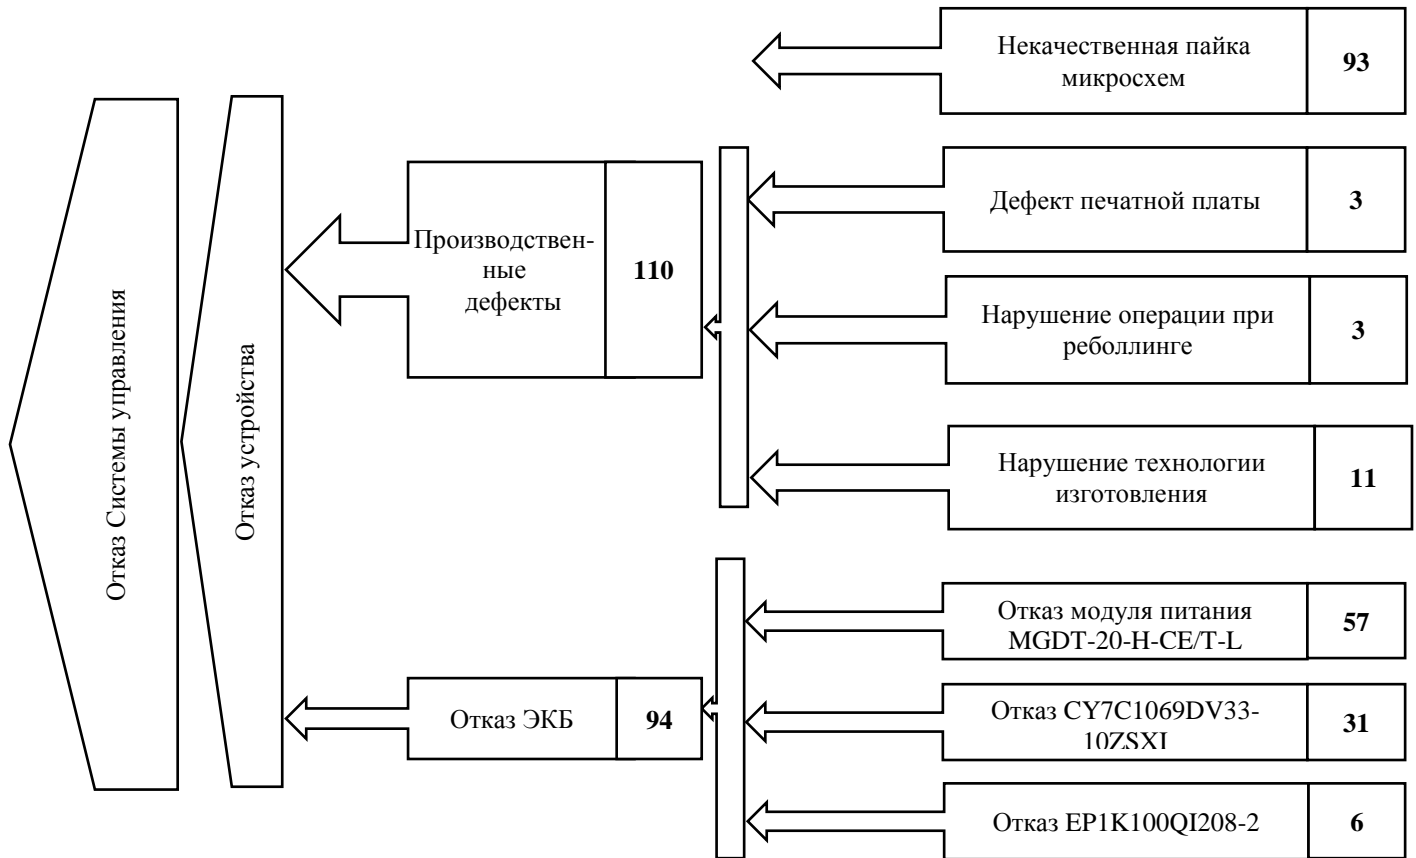 Отказ Системы управления
Отказ устройства
Производствен-
ные
дефекты
110
Некачественная пайка
микросхем
93
Дефект печатной платы
3
Нарушение операции при
реболлинге
3
Нарушение технологии
изготовления
11
Отказ ЭКБ
94
Отказ модуля питания
MGDT-20-H-CE/T-L
57
Отказ CY7C1069DV33-
10ZSXI
31
Отказ EP1K100QI208-2
6